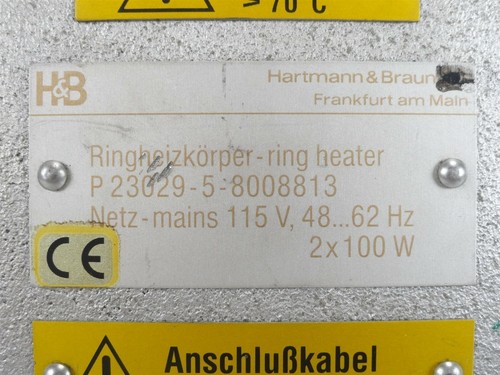 >70°C
H&B
Hartmann & Braun
Frankfurt am Main
Ringheizkörper-ring heater
P 23029-5-8008813
Netz-mains 115 V, 48...62 Hz
2x100 W
CE
Anschlußkabel